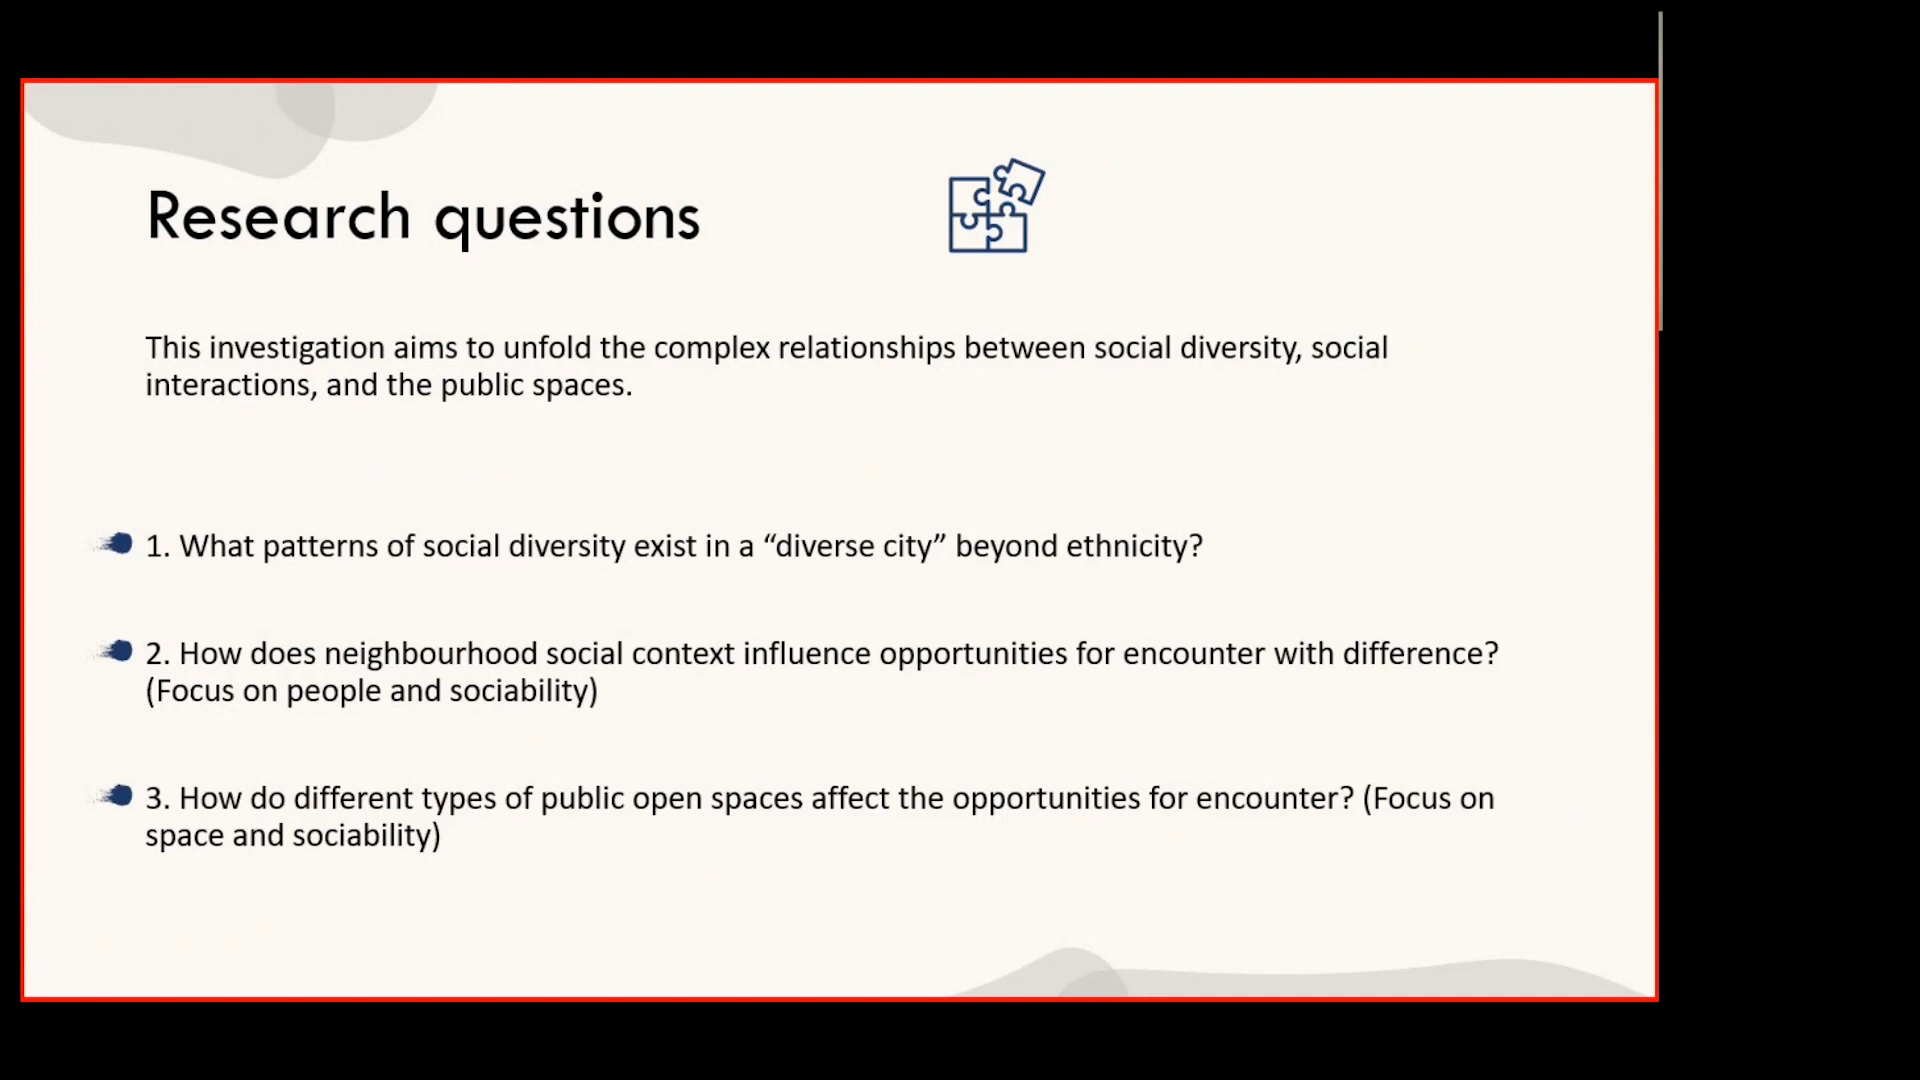 Research questions
This investigation aims to unfold the complex relationships between social diversity, social
interactions, and the public spaces.
1. What patterns of social diversity exist in a “diverse city” beyond ethnicity?
2. How does neighbourhood social context influence opportunities for encounter with difference?
(Focus on people and sociability)
3. How do different types of public open spaces affect the opportunities for encounter? (Focus on
space and sociability)